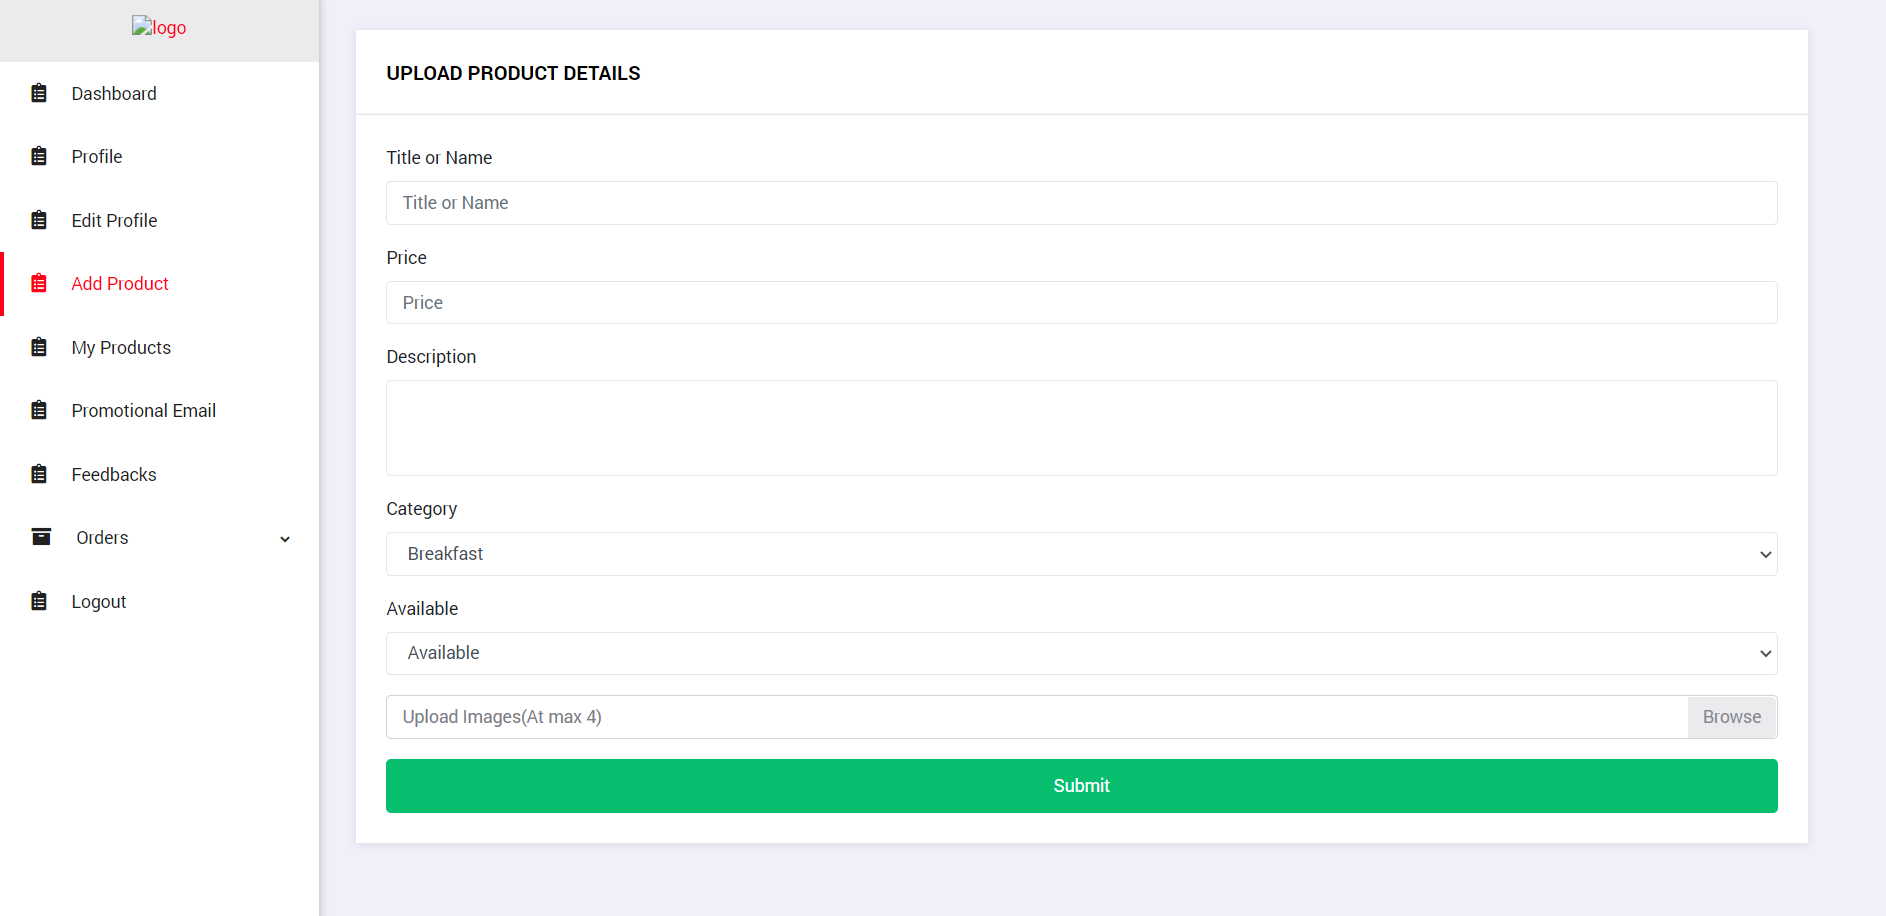 logo
Dashboard
Profile
Edit Profile
Add Product
My Products
Promotional Email
Feedbacks
Orders
Logout
UPLOAD PRODUCT DETAILS
Title or Name
Title or Name
Price
Price
Description
Category
Breakfast
Available
Available
Upload Images(At max 4) Browse
Submit